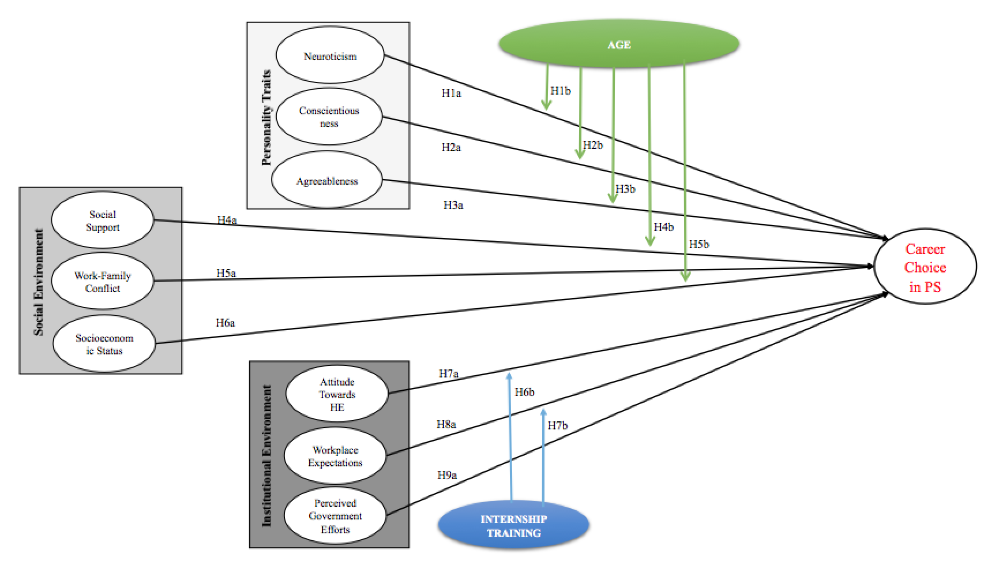 AGE
Neuroticism
Personality Traits
H1a
H1b
Conscientious
ness
H2a
H2b
Agreeableness
H3a
H3b
Social Environment
Social
Support
H4a
H4b
Work-Family
Conflict
H5a
H5b
Socioeconom
ic Status
H6a
Career
Choice
in PS
Institutional Environment
Attitude
Towards
HE
H7a
H6b
Workplace
Expectations
H8a
H7b
Perceived
Government
Efforts
H9a
INTERNSHIP
TRAINING